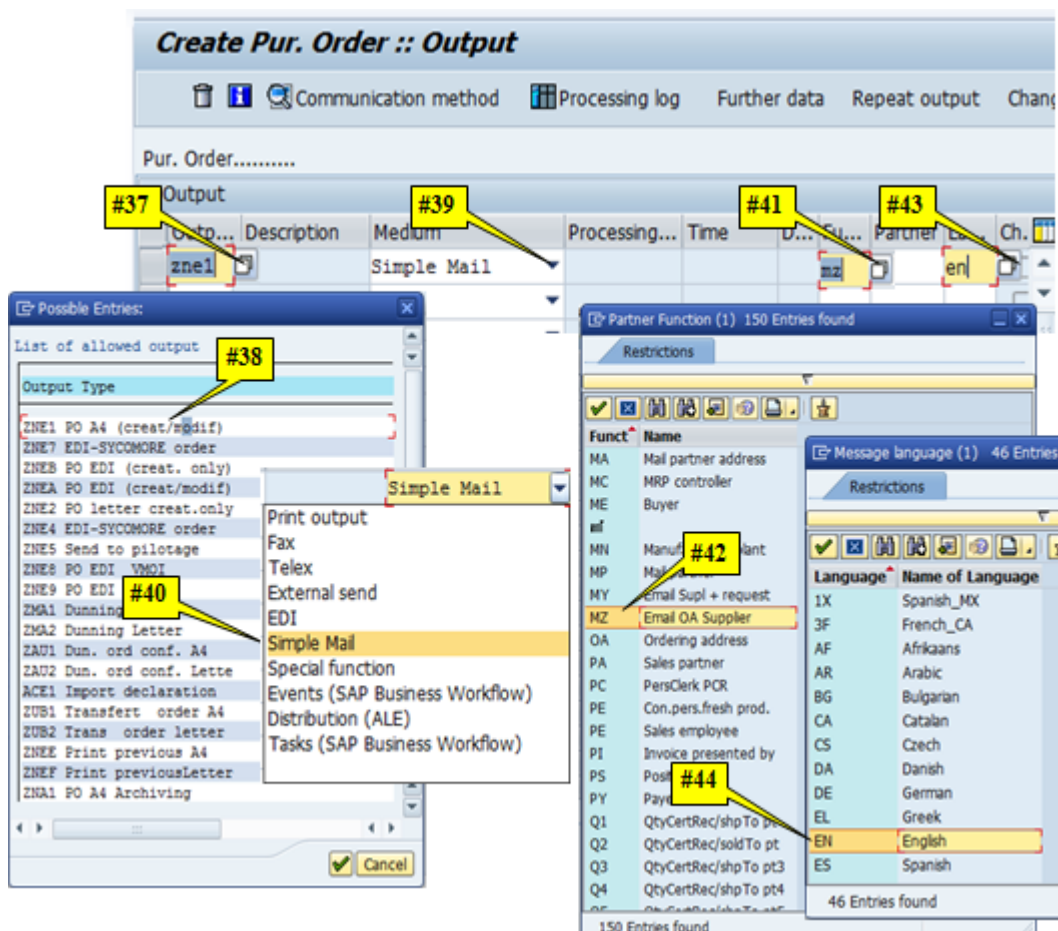 Create Pur. Order :: Output
Communication method Processing log Further data Repeat output Chang
Pur. Order..........
Output
#37
#39
#41
#43
Outp... Description Medium Processing... Time D... Fu... Partner La... Ch.
zne1 Simple Mail mz en
Possible Entries:
List of allowed output
#38
Output Type
ZNE1 PO A4 (creat/modif)
ZNE7 EDI-SYCOMORE order
ZNEB PO EDI (creat. only)
ZNEA PO EDI (creat/modif)
ZNE2 PO letter creat.only
ZNE4 EDI-SYCOMORE order
ZNE5 Send to pilotage
ZNE8 PO EDI VMOI
ZNE9 PO EDI
ZMA1 Dunning
ZMA2 Dunning Letter
ZAU1 Dun. ord conf. A4
ZAU2 Dun. ord conf. Lette
ACE1 Import declaration
ZUB1 Transfert order A4
ZUB2 Trans order letter
ZNEE Print previous A4
ZNEF Print previousLetter
ZNA1 PO A4 Archiving
Cancel
#40
Simple Mail
Print output
Fax
Telex
External send
EDI
Simple Mail
Special function
Events (SAP Business Workflow)
Distribution (ALE)
Tasks (SAP Business Workflow)
Partner Function (1) 150 Entries found
Restrictions
Funct Name
MA Mail partner address
MC MRP controller
ME Buyer
MN
#42
MP
MY Email Supl + request
MZ Email OA Supplier
OA Ordering address
PA Sales partner
PC PersClerk PCR
PE Con.pers.fresh prod.
PE Sales employee
PI Invoice presented by
PS
#44
PY
Q1 QtyCertRec/shpTo
Q2 QtyCertRec/soldTo pt
Q3 QtyCertRec/shpTo pt3
Q4 QtyCertRec/shpTo pt4
150 Entries found
Message language (1) 46 Entries
Restrictions
Language Name of Language
1X Spanish_MX
3F French_CA
AF Afrikaans
AR Arabic
BG Bulgarian
CA Catalan
CS Czech
DA Danish
DE German
EL Greek
EN English
ES Spanish
46 Entries found